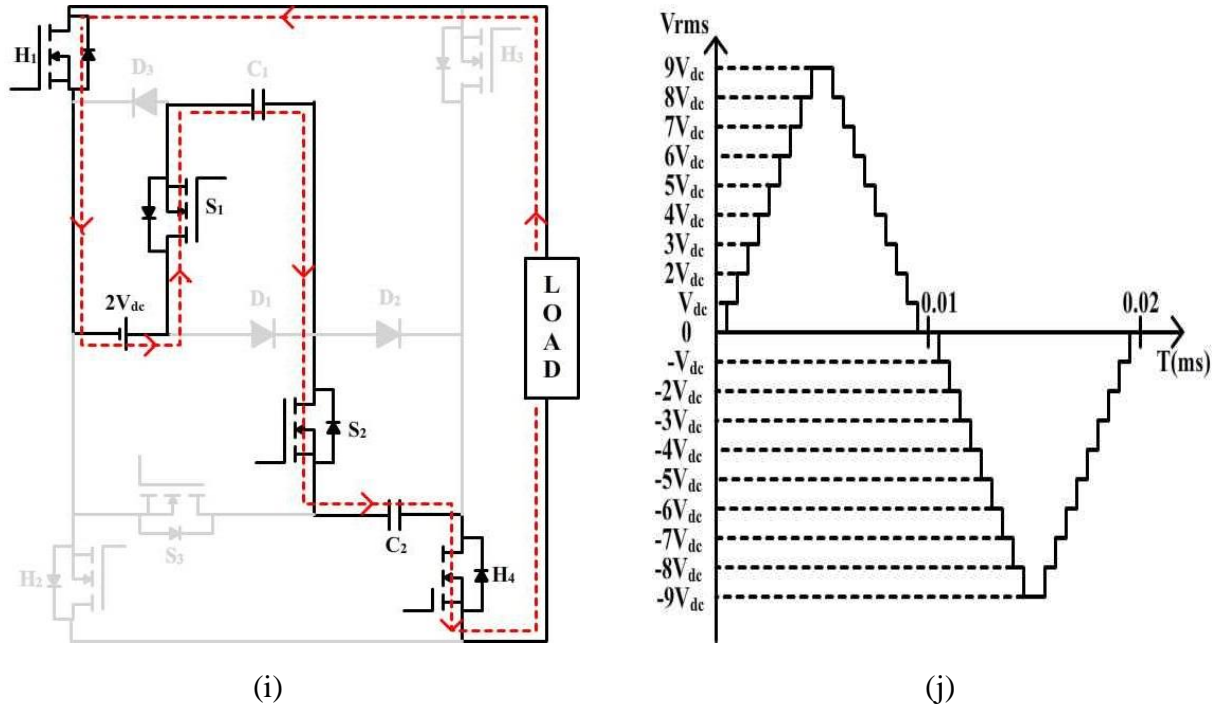 H₁
D₃
C₁
H₃
S₁
2Vdc
D₁
D₂
L
O
A
D
S₂
C₂
S₃
H₂
H₄
(i)
Vrms
9Vdc
8Vdc
7Vdc
6Vdc
5Vdc
4Vdc
3Vdc
2Vdc
Vdc
0
0.01
0.02
T(ms)
-Vdc
-2Vdc
-3Vdc
-4Vdc
-5Vdc
-6Vdc
-7Vdc
-8Vdc
-9Vdc
(j)